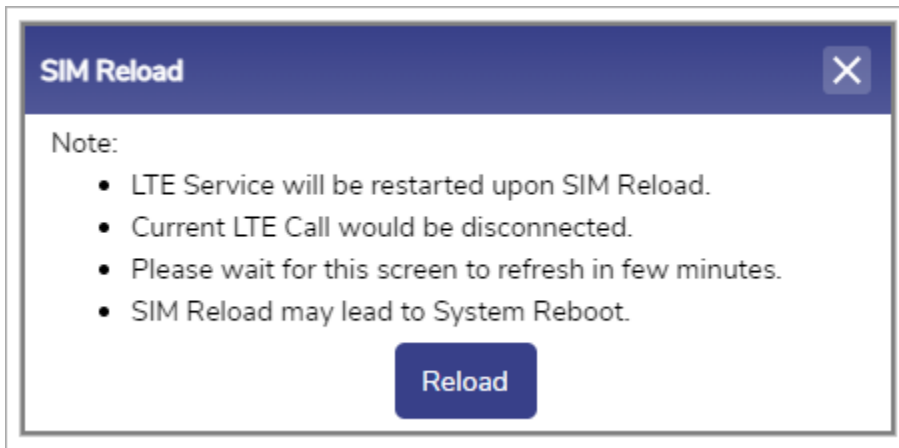 SIM Reload
Note:
• LTE Service will be restarted upon SIM Reload.
• Current LTE Call would be disconnected.
• Please wait for this screen to refresh in few minutes.
• SIM Reload may lead to System Reboot.
Reload